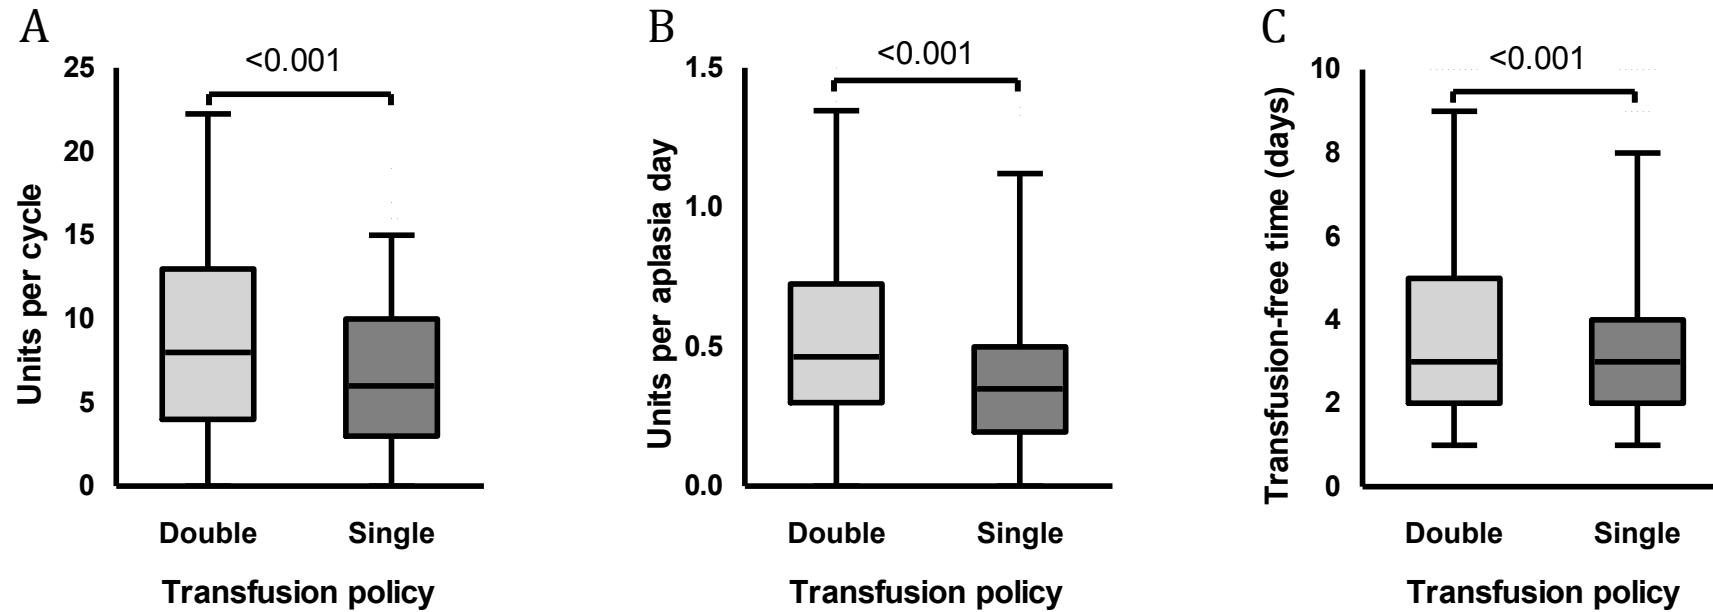 A
<0.001
Units per cycle
25
20
15
10
5
0
Double Single
Transfusion policy
B
<0.001
Units per aplasia day
1.5
1.0
0.5
0.0
Double Single
Transfusion policy
C
<0.001
Transfusion-free time (days)
10
8
6
4
2
0
Double Single
Transfusion policy